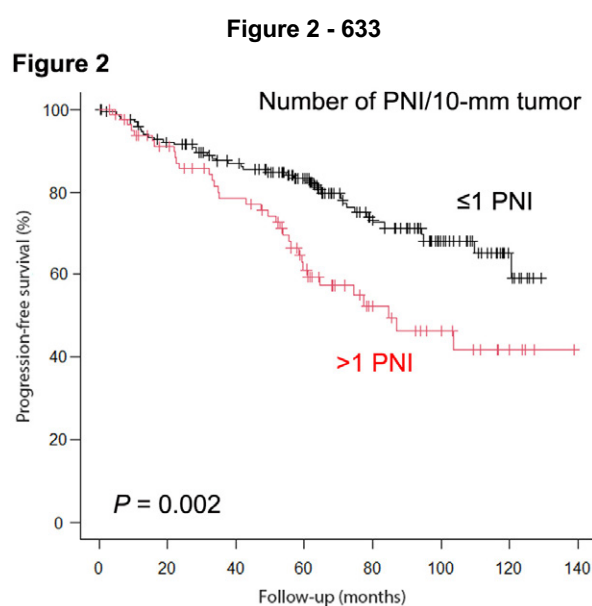 Figure 2 - 633
Figure 2
Number of PNI/10-mm tumor
≤1 PNI
>1 PNI
P = 0.002
Progression-free survival (%)
100
80
60
40
20
0
0 20 40 60 80 100 120 140
Follow-up (months)